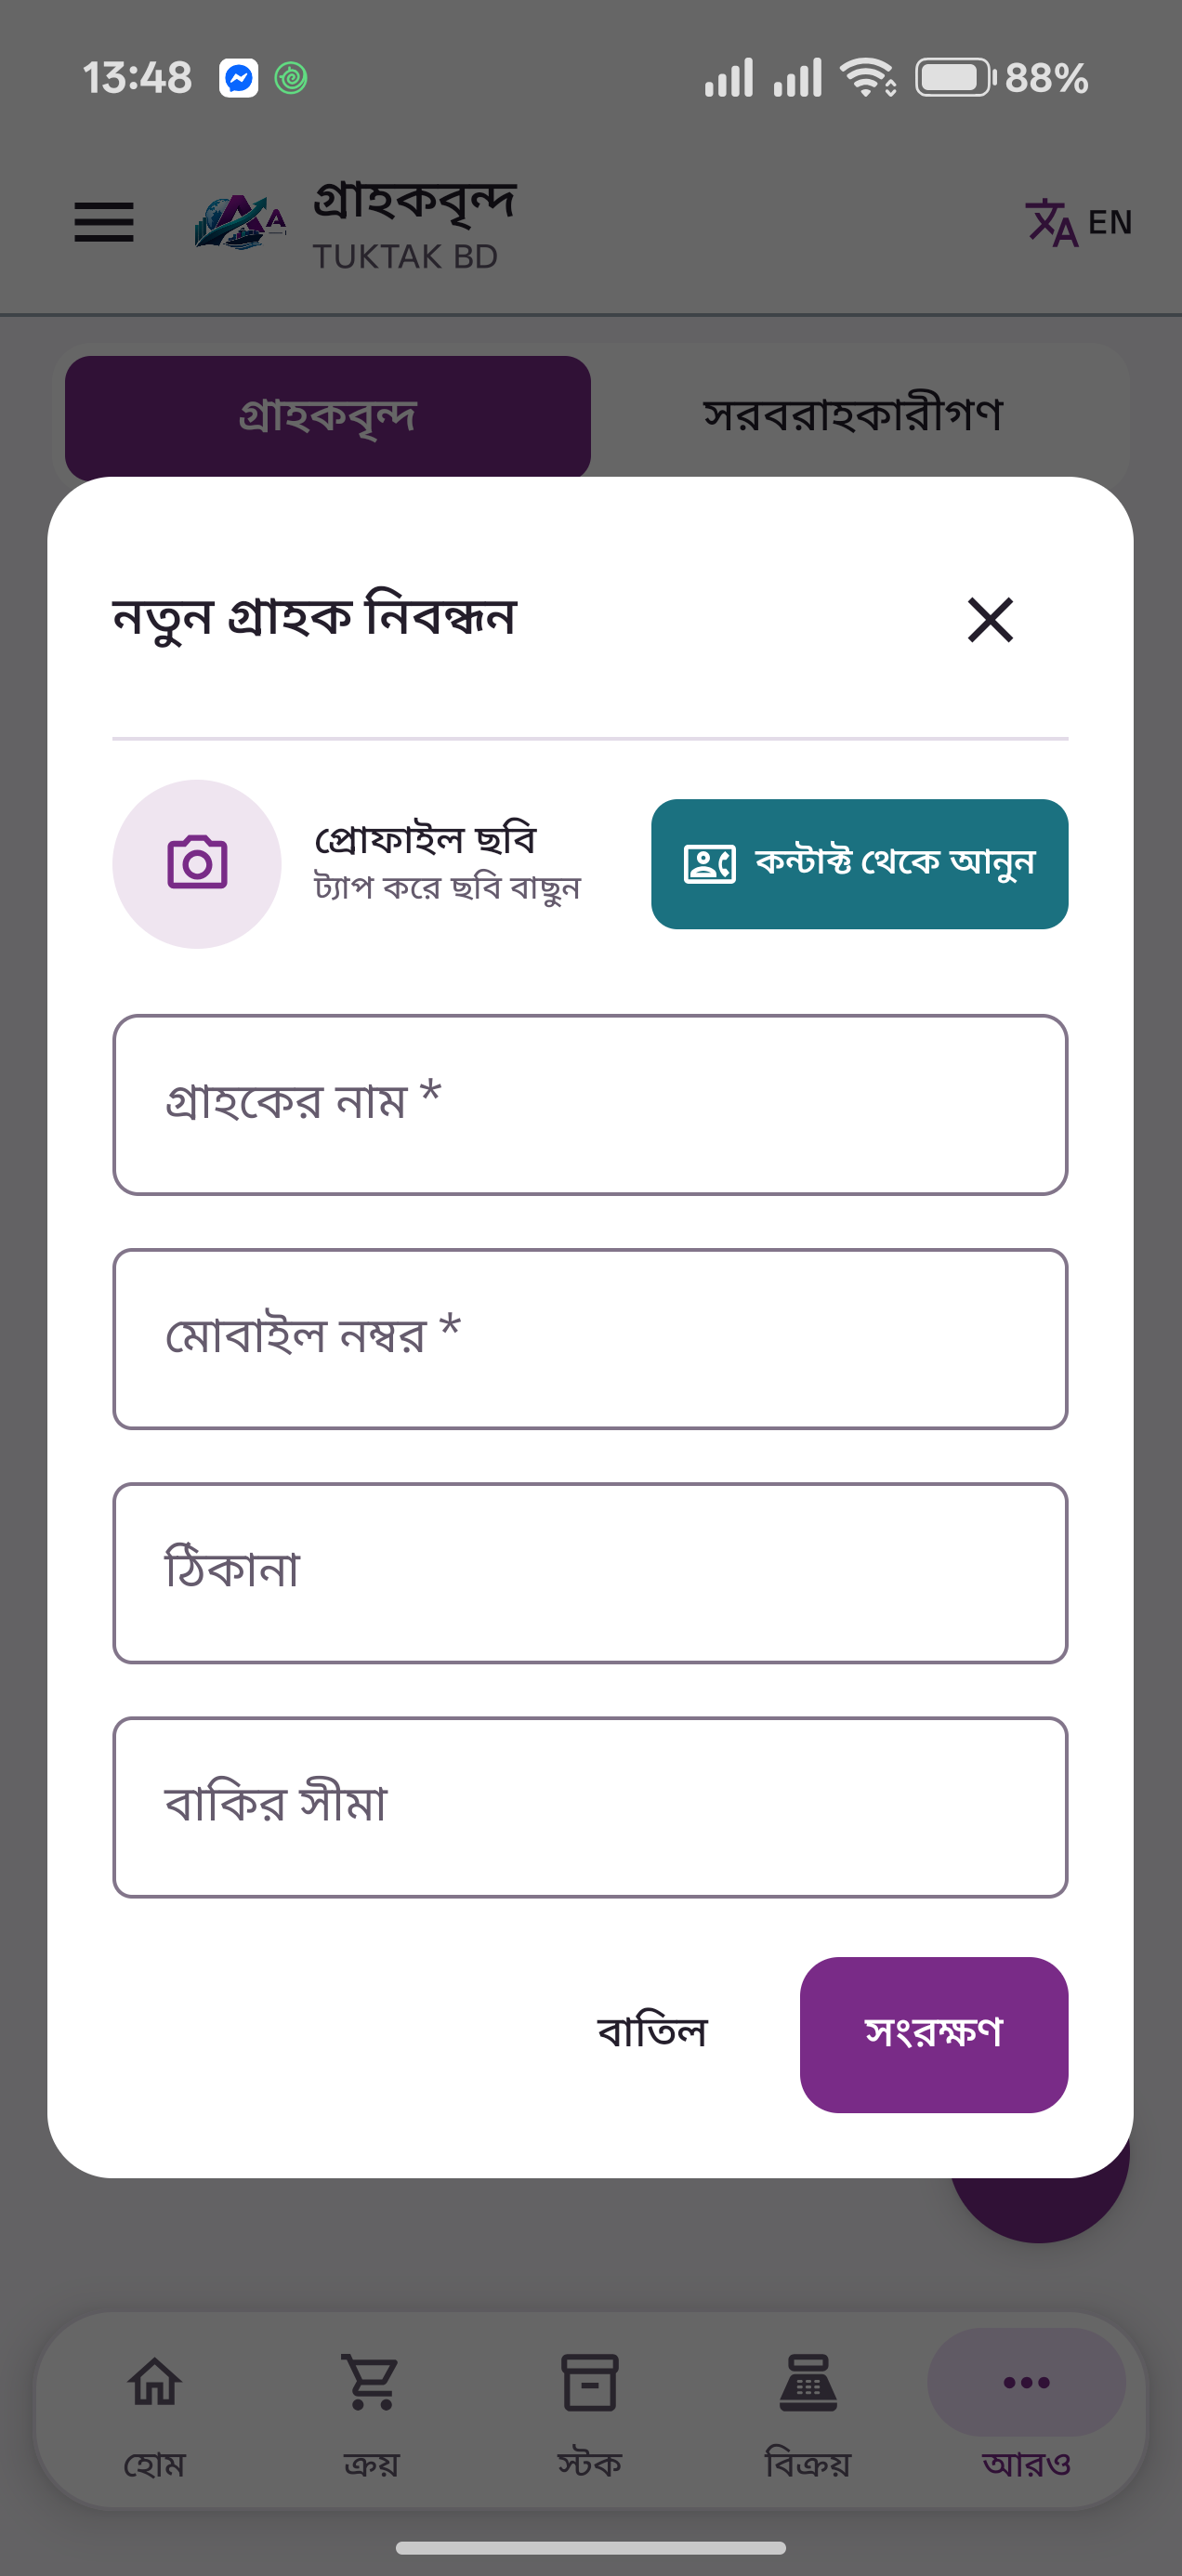 13:48
88%
গ্রাহকবৃন্দ
TUKTAK BD
EN
গ্রাহকবৃন্দ
সরবরাহকারীগণ
নতুন গ্রাহক নিবন্ধন
প্রোফাইল ছবি
ট্যাপ করে ছবি বাছুন
কন্টাক্ট থেকে আনুন
গ্রাহকের নাম *
মোবাইল নম্বর *
ঠিকানা
বাকির সীমা
বাতিল
সংরক্ষণ
হোম
ক্রয়
স্টক
বিক্রয়
আরও